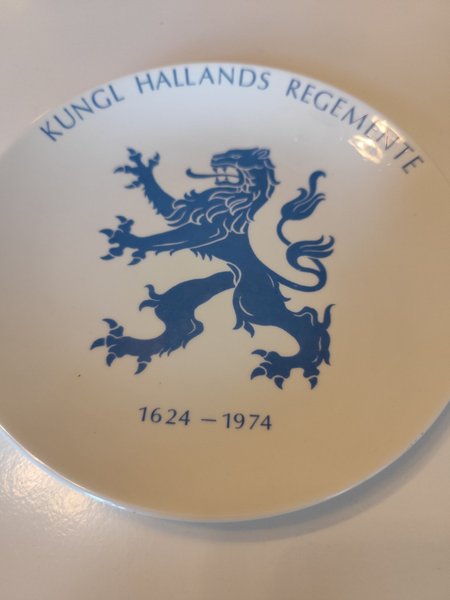 KUNGL HALLANDS REGEMENTE
1624 – 1974